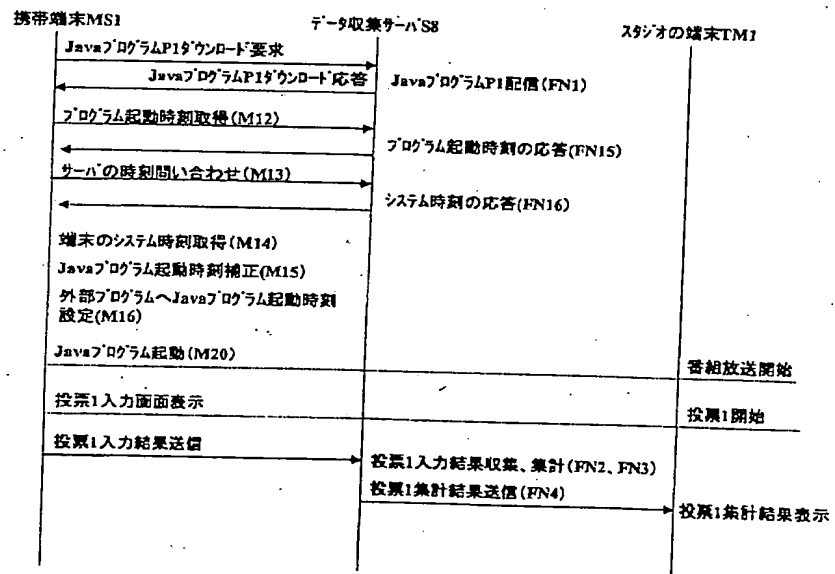 携帯端末MS1
データ収集サーバS8
スタジオの端末TM1
JavaプログラムP1ダウンロード要求
JavaプログラムP1ダウンロード応答
JavaプログラムP1配信(FN1)
プログラム起動時刻取得(M12)
プログラム起動時刻の応答(FN15)
サーバの時刻問い合わせ(M13)
システム時刻の応答(FN16)
端末のシステム時刻取得(M14)
Javaプログラム起動時刻補正(M15)
外部プログラムへJavaプログラム起動時刻
設定(M16)
Javaプログラム起動(M20)
番組放送開始
投票1入力画面表示
投票1開始
投票1入力結果送信
投票1入力結果収集、集計(FN2、FN3)
投票1集計結果送信(FN4)
投票1集計結果表示